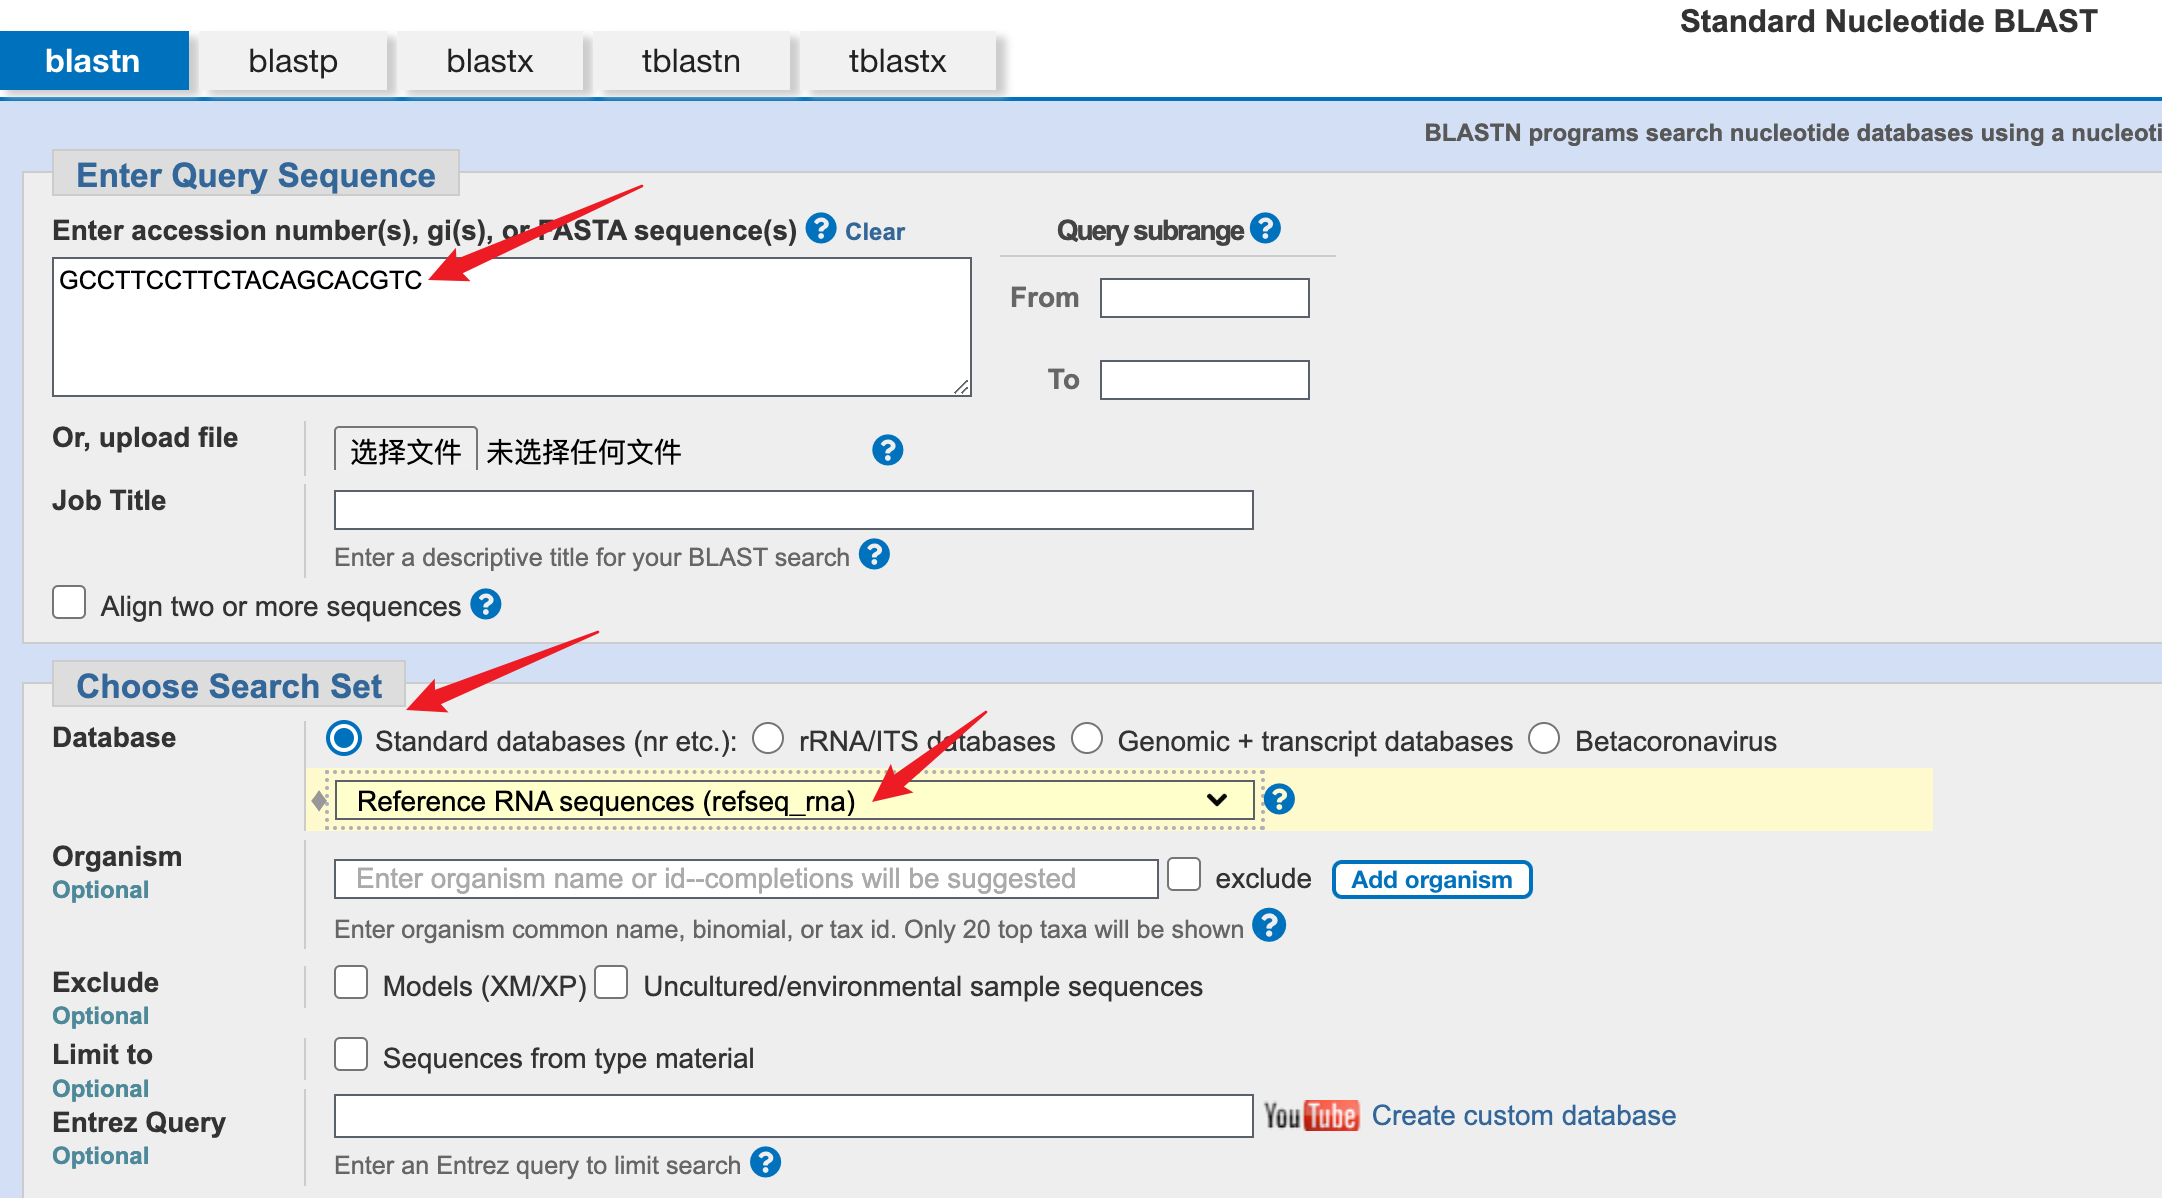 Standard Nucleotide BLAST
blastn blastp blastx tblastn tblastx
BLASTN programs search nucleotide databases using a
Enter Query Sequence
Enter accession number(s), gi(s), or FASTA sequence(s) Clear
Query subrange
GCCTTCCTTCTACAGCACGTC
From
To
Or, upload file 选择文件 未选择任何文件
Job Title
Enter a descriptive title for your BLAST search
Align two or more sequences
Choose Search Set
Database Standard databases (nr etc.): rRNA/ITS databases Genomic + transcript databases Betacoronavirus
Reference RNA sequences (refseq_rna)
Organism
Optional
Enter organism name or id--completions will be suggested exclude Add organism
Enter organism common name, binomial, or tax id. Only 20 top taxa will be shown
Exclude
Optional
Models (XM/XP) Uncultured/environmental sample sequences
Limit to
Optional
Sequences from type material
Entrez Query
Optional
YouTube Create custom database
Enter an Entrez query to limit search